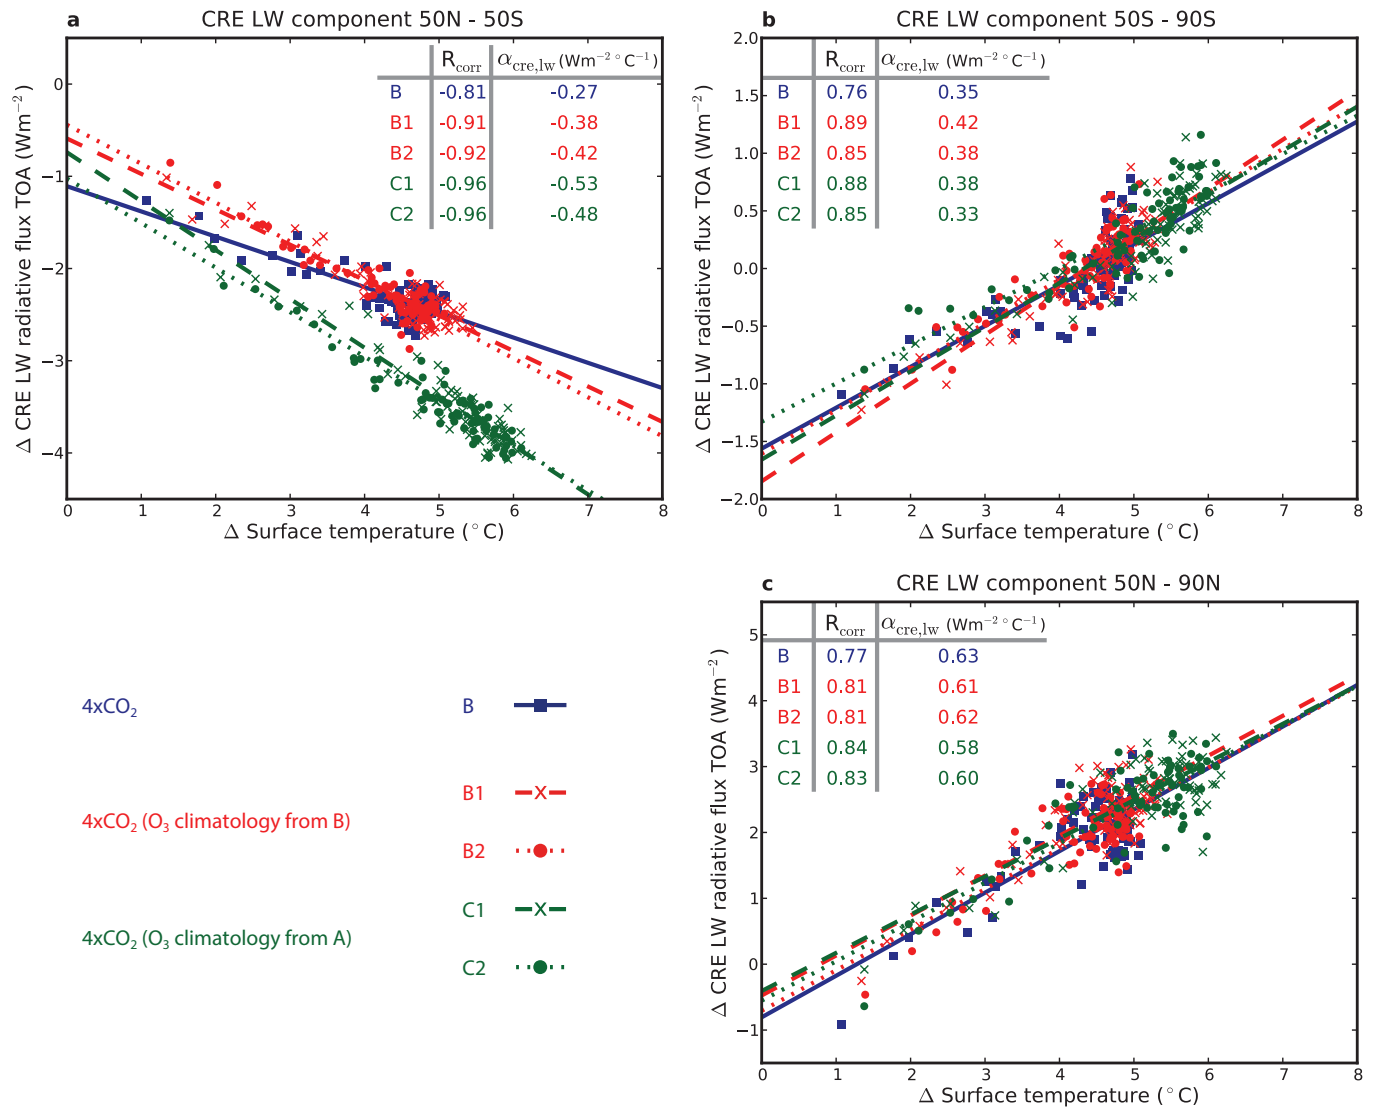 a CRE LW component 50N - 50S
R_corr α_cre,lw (Wm⁻² °C⁻¹)
B -0.81 -0.27
B1 -0.91 -0.38
B2 -0.92 -0.42
C1 -0.96 -0.53
C2 -0.96 -0.48
Δ CRE LW radiative flux TOA (Wm⁻²)
0
−1
−2
−3
−4
0 1 2 3 4 5 6 7 8
Δ Surface temperature (°C)
b CRE LW component 50S - 90S
R_corr α_cre,lw (Wm⁻² °C⁻¹)
B 0.76 0.35
B1 0.89 0.42
B2 0.85 0.38
C1 0.88 0.38
C2 0.85 0.33
Δ CRE LW radiative flux TOA (Wm⁻²)
2.0
1.5
1.0
0.5
0.0
−0.5
−1.0
−1.5
−2.0
0 1 2 3 4 5 6 7 8
Δ Surface temperature (°C)
4xCO₂ B
4xCO₂ (O₃ climatology from B)
B1
B2
4xCO₂ (O₃ climatology from A)
C1
C2
c CRE LW component 50N - 90N
R_corr α_cre,lw (Wm⁻² °C⁻¹)
B 0.77 0.63
B1 0.81 0.61
B2 0.81 0.62
C1 0.84 0.58
C2 0.83 0.60
Δ CRE LW radiative flux TOA (Wm⁻²)
5
4
3
2
1
0
−1
0 1 2 3 4 5 6 7 8
Δ Surface temperature (°C)